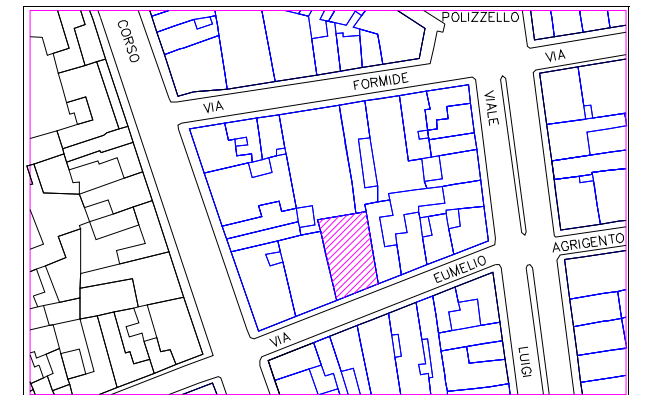 POLIZZELLO
CORSO
VIA
FORMIDE
VIA
VIALE
AGRIGENTO
EUMELIO
VIA
LUIGI